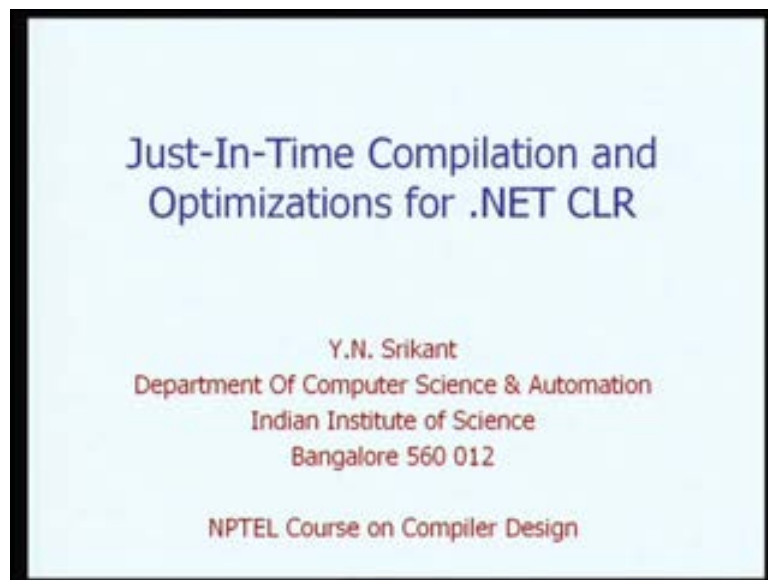 Just-In-Time Compilation and
Optimizations for .NET CLR
Y.N. Srikant
Department Of Computer Science & Automation
Indian Institute of Science
Bangalore 560 012
NPTEL Course on Compiler Design